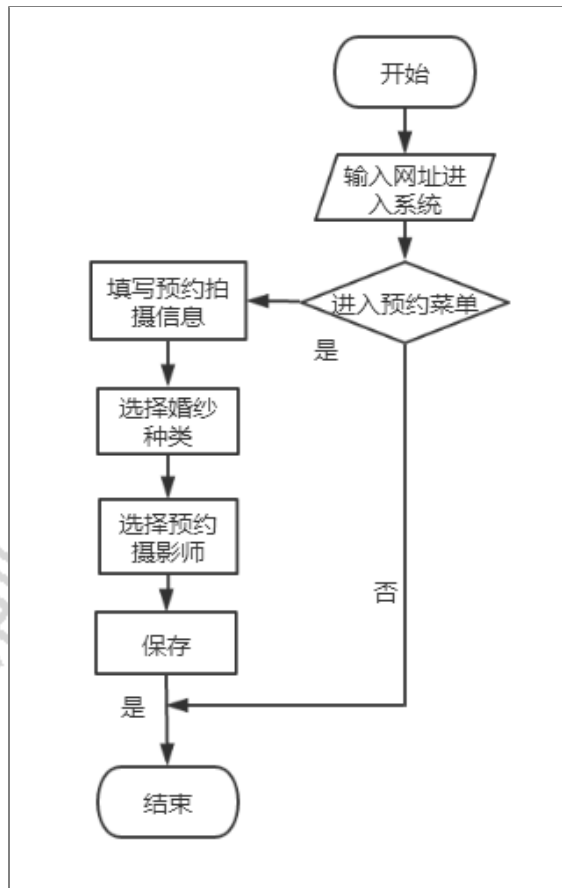 开始
输入网址进
入系统
进入预约菜单
是
填写预约拍
摄信息
选择婚纱
种类
选择预约
摄影师
否
保存
是
结束